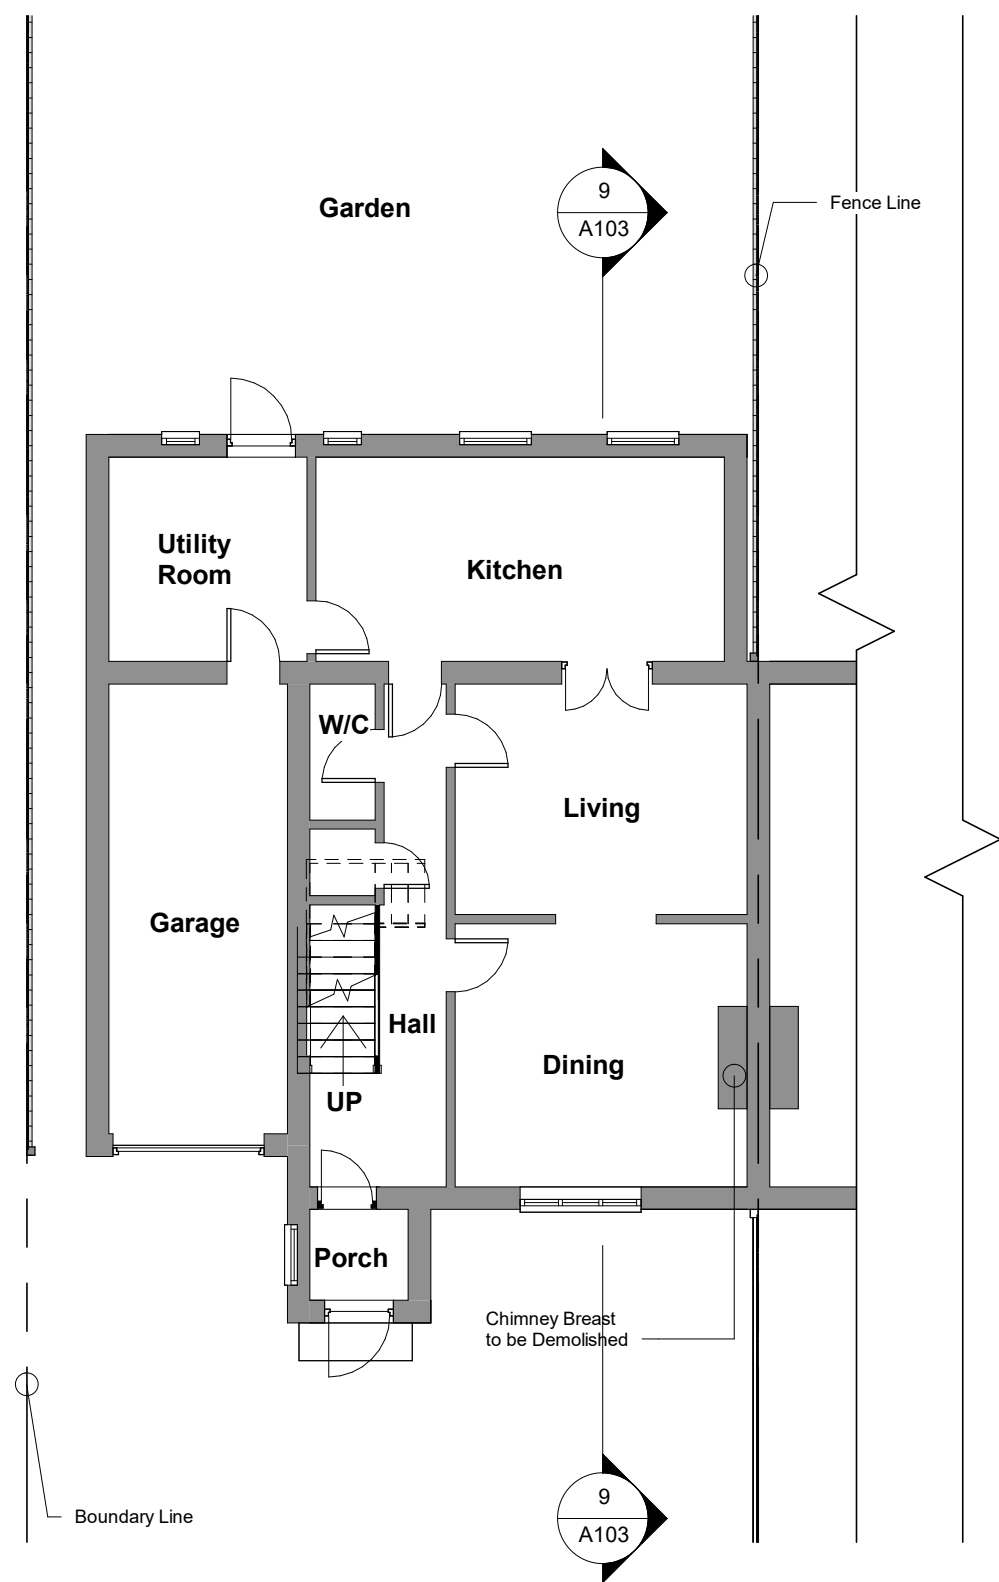 9
A103
Fence Line
Garden
Utility
Room
Kitchen
W/C
Living
Garage
Hall
Dining
UP
Porch
Chimney Breast
to be Demolished
9
A103
Boundary Line